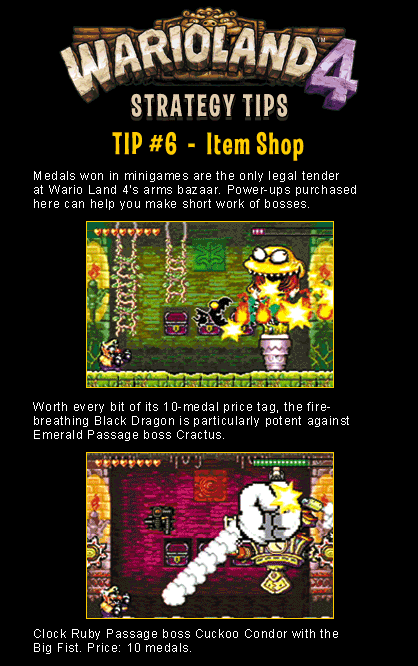 WARIOLAND 4
TM
STRATEGY TIPS
TIP #6 - Item Shop
Medals won in minigames are the only legal tender
at Wario Land 4's arms bazaar. Power-ups purchased
here can help you make short work of bosses.
Worth every bit of its 10-medal price tag, the fire-
breathing Black Dragon is particularly potent against
Emerald Passage boss Cractus.
Clock Ruby Passage boss Cuckoo Condor with the
Big Fist. Price: 10 medals.